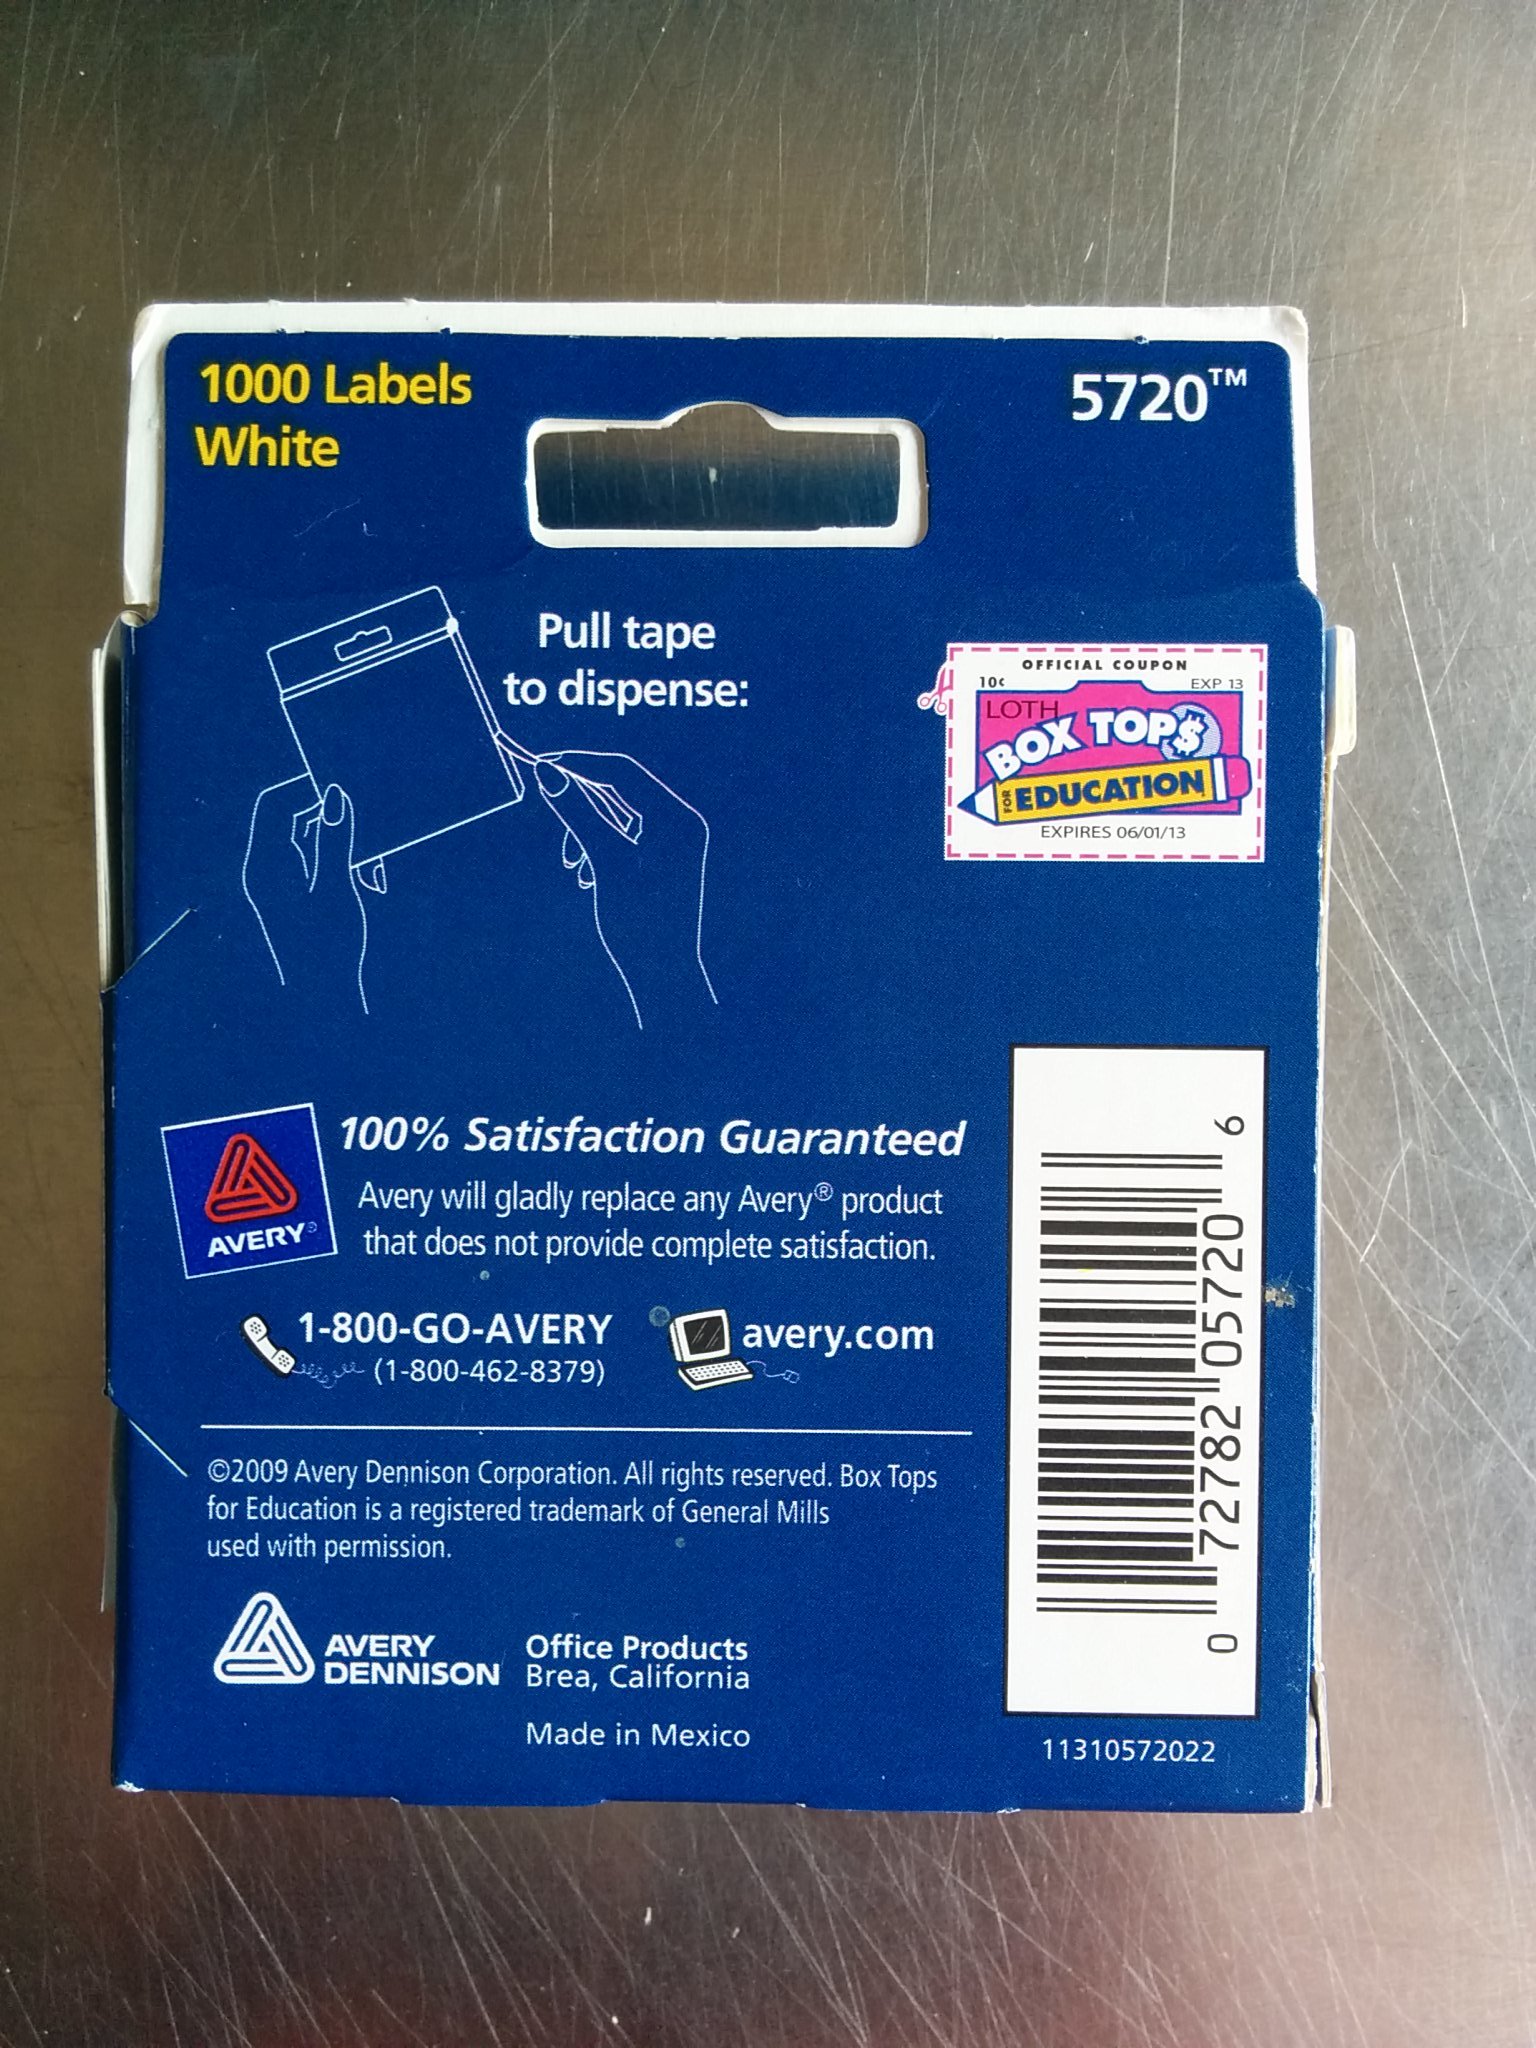 1000 Labels
White
5720™
Pull tape
to dispense:
OFFICIAL COUPON
10¢
EXP 13
LOTH
BOX TOPS
FOR
EDUCATION
EXPIRES 06/01/13
AVERY®
100% Satisfaction Guaranteed
Avery will gladly replace any Avery® product
that does not provide complete satisfaction.
1-800-GO-AVERY
(1-800-462-8379)
avery.com
©2009 Avery Dennison Corporation. All rights reserved. Box Tops
for Education is a registered trademark of General Mills
used with permission.
AVERY
DENNISON
Office Products
Brea, California
Made in Mexico
0 72782 05720 6
11310572022